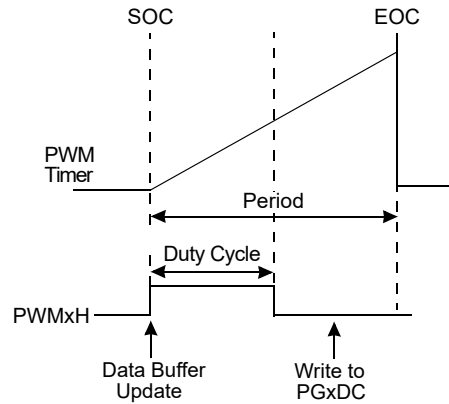 SOC
EOC
PWM
Timer
Period
Duty Cycle
PWMxH
Data Buffer
Update
Write to
PGxDC